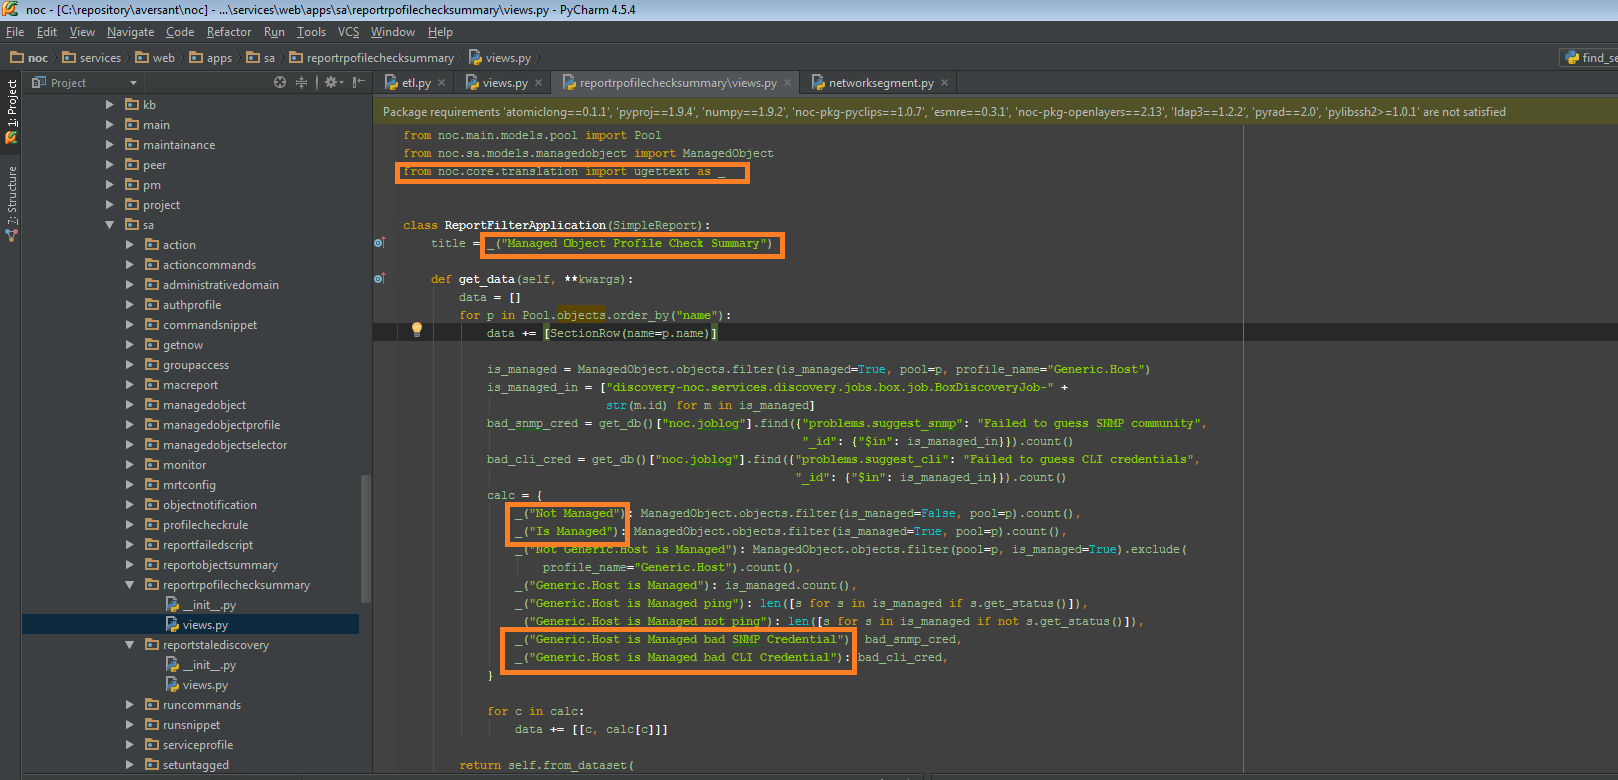 noc - [C:\repository\aversant\noc] - ...\services\web\apps\sa\reportrpofilechecksummary\views.py - PyCharm 4.5.4
File Edit View Navigate Code Refactor Run Tools VCS Window Help
noc services web apps sa reportrpofilechecksummary views.py find_se
1: Project
7: Structure
Project
kb
main
maintainance
peer
pm
project
sa
action
actioncommands
administrativedomain
authprofile
commandsnippet
getnow
groupaccess
macreport
managedobject
managedobjectprofile
managedobjectselector
monitor
mrtconfig
objectnotification
profilecheckrule
reportfailedscript
reportobjectsummary
reportrpofilechecksummary
__init__.py
views.py
reportstalediscovery
__init__.py
views.py
runcommands
runsnippet
serviceprofile
setuntagged
etl.py views.py reportrpofilechecksummary\views.py networksegment.py
Package requirements 'atomiclong==0.1.1', 'pyproj==1.9.4', 'numpy==1.9.2', 'noc-pkg-pyclips==1.0.7', 'esmre==0.3.1', 'noc-pkg-openlayers==2.13', 'ldap3==1.2.2', 'pyrad==2.0', 'pylibssh2>=1.0.1' are not satisfied
from noc.main.models.pool import Pool
from noc.sa.models.managedobject import ManagedObject
from noc.core.translation import ugettext as _
class ReportFilterApplication(SimpleReport):
title = _("Managed Object Profile Check Summary")
def get_data(self, **kwargs):
data = []
for p in Pool.objects.order_by("name"):
data += [SectionRow(name=p.name)]
is_managed = ManagedObject.objects.filter(is_managed=True, pool=p, profile_name="Generic.Host")
is_managed_in = ["discovery-noc.services.discovery.jobs.box.job.BoxDiscoveryJob-" +
str(m.id) for m in is_managed]
bad_snmp_cred = get_db()["noc.joblog"].find({"problems.suggest_snmp": "Failed to guess SNMP community",
"_id": {"$in": is_managed_in}}).count()
bad_cli_cred = get_db()["noc.joblog"].find({"problems.suggest_cli": "Failed to guess CLI credentials",
"_id": {"$in": is_managed_in}}).count()
calc = {
_("Not Managed"): ManagedObject.objects.filter(is_managed=False, pool=p).count(),
_("Is Managed"): ManagedObject.objects.filter(is_managed=True, pool=p).count(),
_("Not Generic.Host is Managed"): ManagedObject.objects.filter(pool=p, is_managed=True).exclude(
profile_name="Generic.Host").count(),
_("Generic.Host is Managed"): is_managed.count(),
_("Generic.Host is Managed ping"): len([s for s in is_managed if s.get_status()]),
_("Generic.Host is Managed not ping"): len([s for s in is_managed if not s.get_status()]),
_("Generic.Host is Managed bad SNMP Credential"): bad_snmp_cred,
_("Generic.Host is Managed bad CLI Credential"): bad_cli_cred,
}
for c in calc:
data += [[c, calc[c]]]
return self.from_dataset(